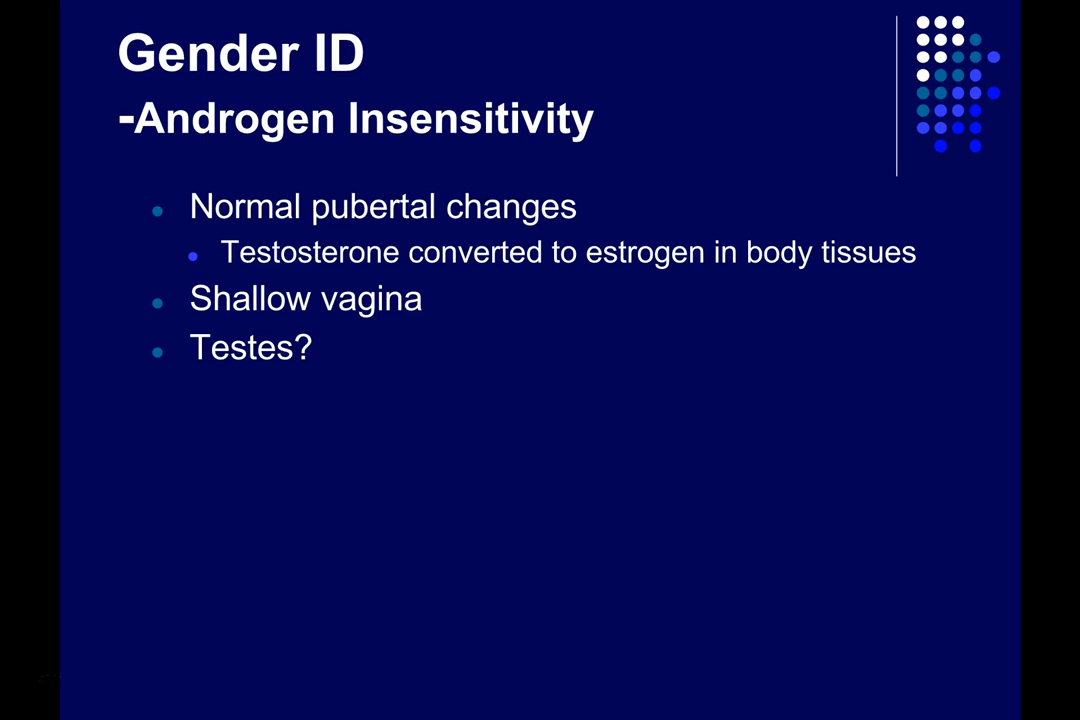 Gender ID
-Androgen Insensitivity
Normal pubertal changes
Testosterone converted to estrogen in body tissues
Shallow vagina
Testes?